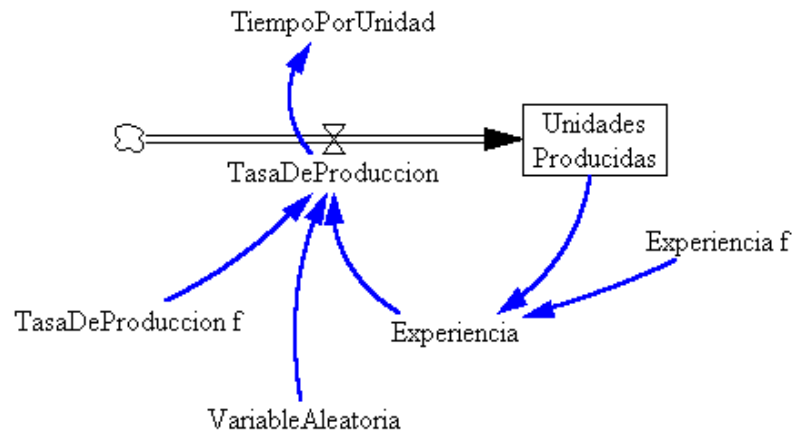 TiempoPorUnidad
Unidades
Producidas
TasaDeProduccion
Experiencia f
TasaDeProduccion f
Experiencia
VariableAleatoria